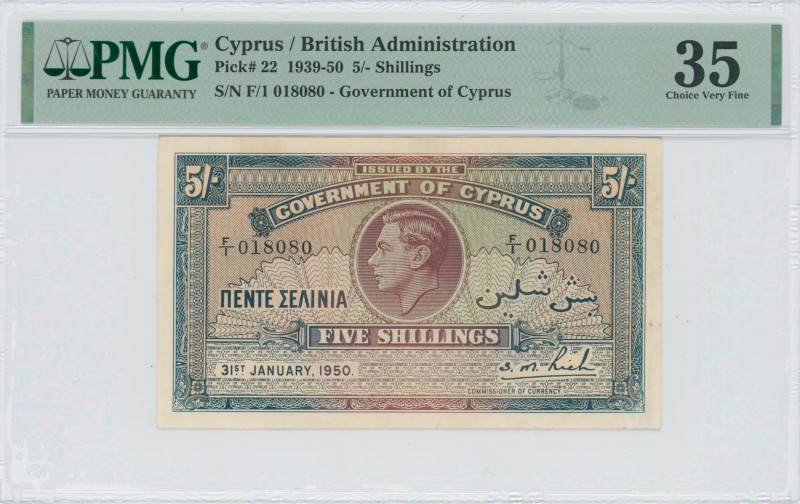 PMG®
PAPER MONEY GUARANTY
Cyprus / British Administration
Pick# 22 1939-50 5/- Shillings
S/N F/1 018080 - Government of Cyprus
35
Choice Very Fine
5/-
ISSUED BY THE
5/-
GOVERNMENT OF CYPRUS
F/1 018080
F/1 018080
ΠΕΝΤΕ ΣΕΛΙΝΙΑ
بش شلين
FIVE SHILLINGS
31ST JANUARY, 1950.
COMMISSIONER OF CURRENCY